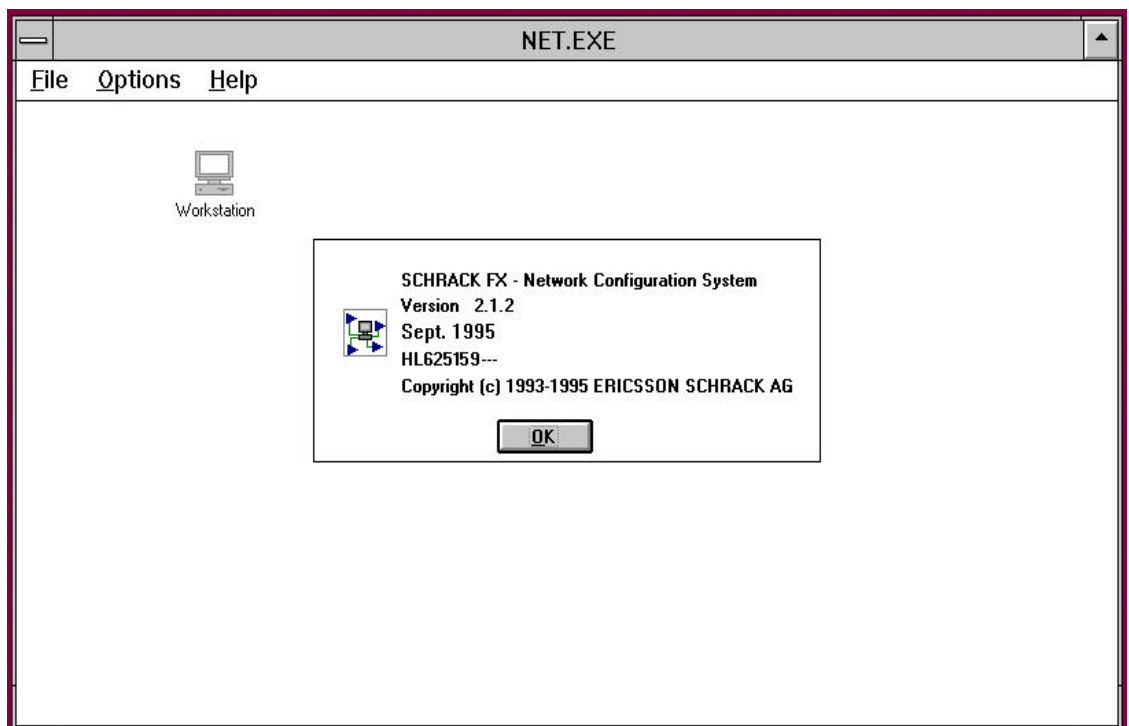 NET.EXE
File Options Help
Workstation
SCHRACK FX - Network Configuration System
Version 2.1.2
Sept. 1995
HL625159---
Copyright (c) 1993-1995 ERICSSON SCHRACK AG
OK